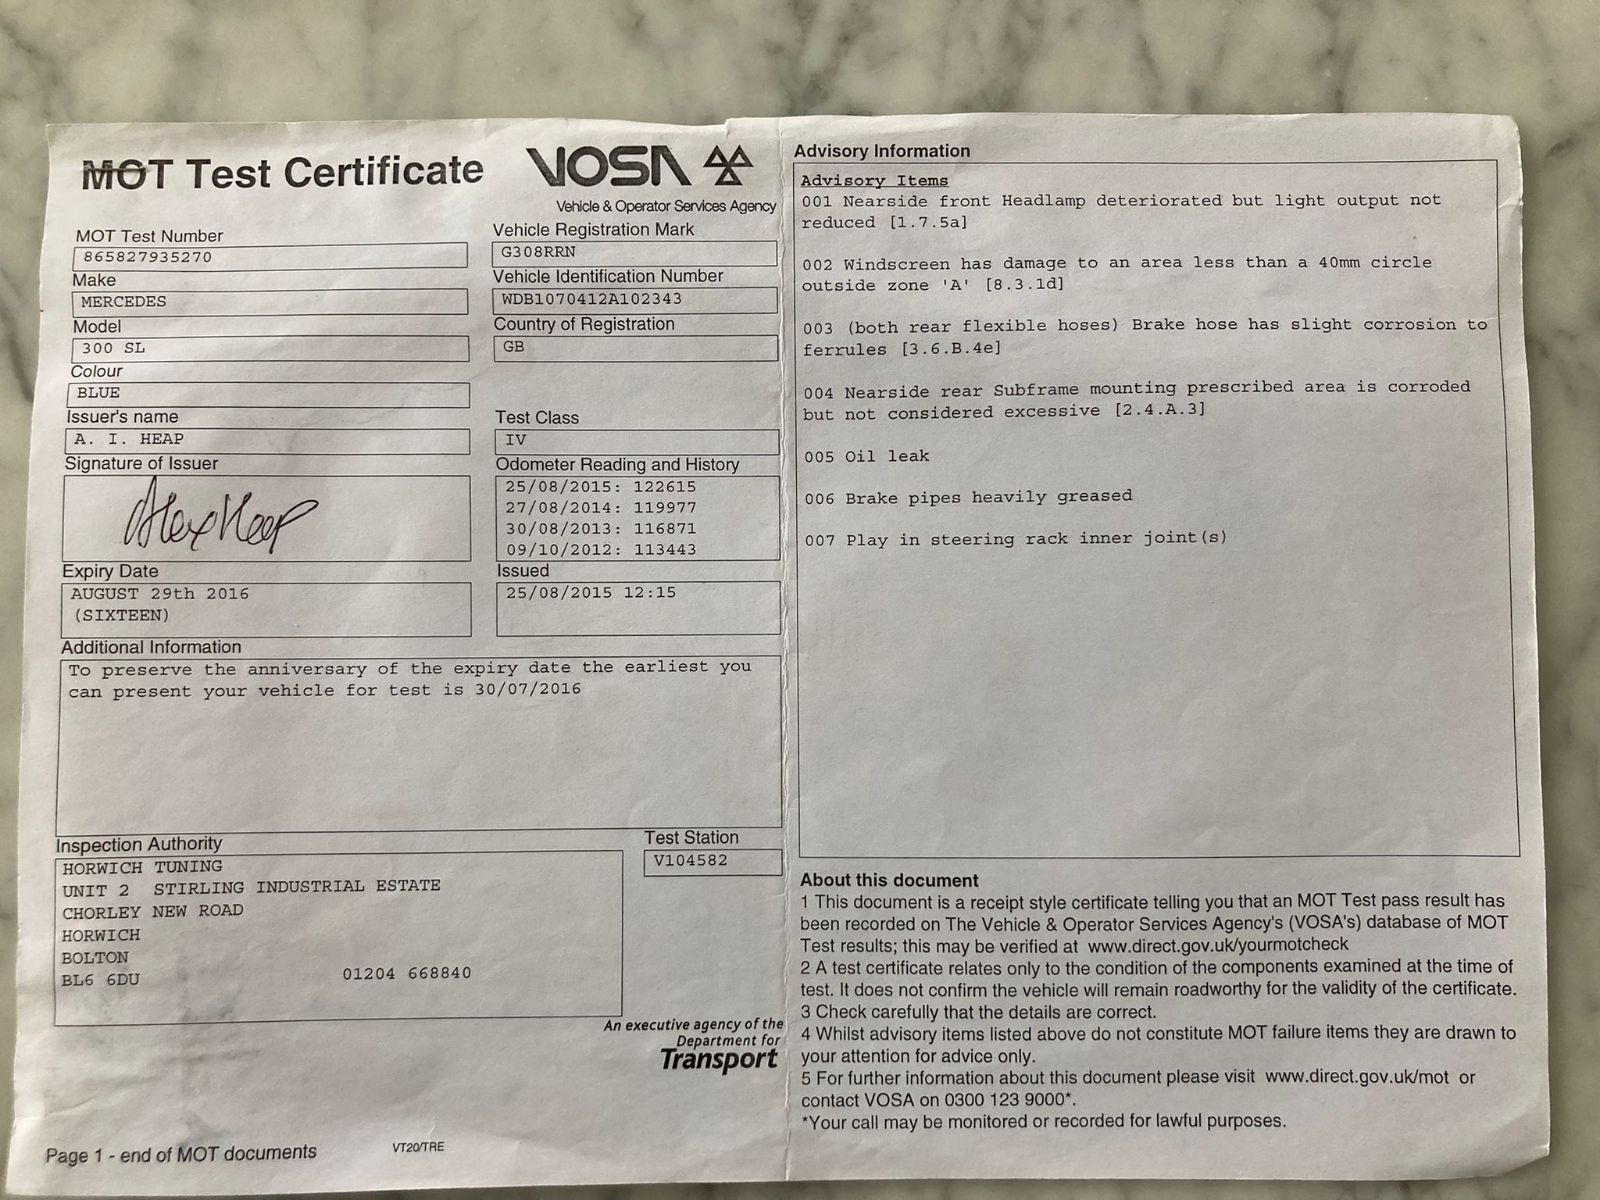 MOT Test Certificate
VOSA
Vehicle & Operator Services Agency
MOT Test Number
865827935270
Vehicle Registration Mark
G308RRN
Make
MERCEDES
Vehicle Identification Number
WDB1070412A102343
Model
300 SL
Country of Registration
GB
Colour
BLUE
Issuer's name
A. I. HEAP
Test Class
IV
Signature of Issuer
Alex Heap
Odometer Reading and History
25/08/2015: 122615
27/08/2014: 119977
30/08/2013: 116871
09/10/2012: 113443
Expiry Date
AUGUST 29th 2016
(SIXTEEN)
Issued
25/08/2015 12:15
Additional Information
To preserve the anniversary of the expiry date the earliest you
can present your vehicle for test is 30/07/2016
Inspection Authority
HORWICH TUNING
UNIT 2 STIRLING INDUSTRIAL ESTATE
CHORLEY NEW ROAD
HORWICH
BOLTON
BL6 6DU 01204 668840
Test Station
V104582
An executive agency of the
Department for
Transport
Page 1 - end of MOT documents
VT20/TRE
Advisory Information
Advisory Items
001 Nearside front Headlamp deteriorated but light output not
reduced [1.7.5a]
002 Windscreen has damage to an area less than a 40mm circle
outside zone 'A' [8.3.1d]
003 (both rear flexible hoses) Brake hose has slight corrosion to
ferrules [3.6.B.4e]
004 Nearside rear Subframe mounting prescribed area is corroded
but not considered excessive [2.4.A.3]
005 Oil leak
006 Brake pipes heavily greased
007 Play in steering rack inner joint(s)
About this document
1 This document is a receipt style certificate telling you that an MOT Test pass result has
been recorded on The Vehicle & Operator Services Agency's (VOSA's) database of MOT
Test results; this may be verified at www.direct.gov.uk/yourmotcheck
2 A test certificate relates only to the condition of the components examined at the time of
test. It does not confirm the vehicle will remain roadworthy for the validity of the certificate.
3 Check carefully that the details are correct.
4 Whilst advisory items listed above do not constitute MOT failure items they are drawn to
your attention for advice only.
5 For further information about this document please visit www.direct.gov.uk/mot or
contact VOSA on 0300 123 9000*.
*Your call may be monitored or recorded for lawful purposes.